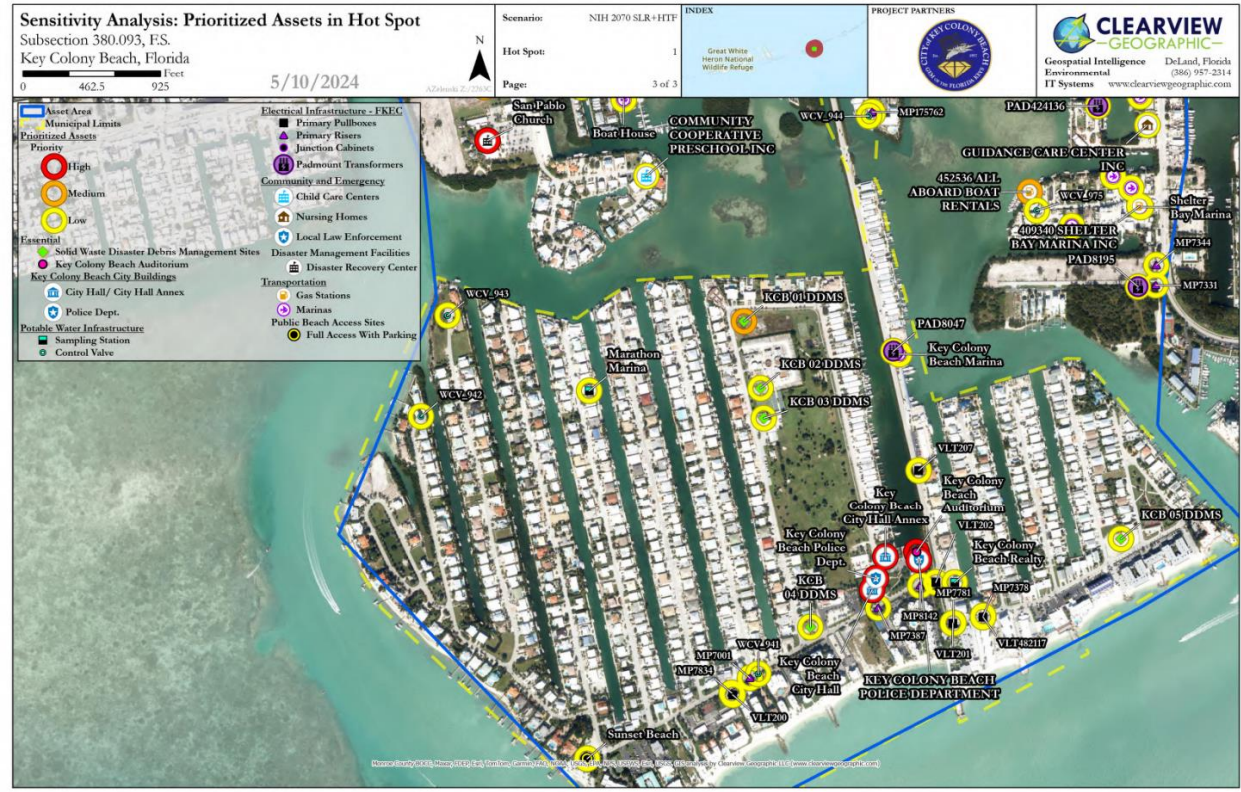 Sensitivity Analysis: Prioritized Assets in Hot Spot
Subsection 380.093, F.S.
Key Colony Beach, Florida
Feet
0 462.5 925
5/10/2024
N
Scenario: NIH 2070 SLR+HTF
Hot Spot: 1
Page: 3 of 3
INDEX
Great White
Heron National
Wildlife Refuge
PROJECT PARTNERS
CITY OF KEY COLONY BEACH
GEM OF THE FLORIDA KEYS
CLEARVIEW
GEOGRAPHIC
Geospatial Intelligence DeLand, Florida
Environmental (386) 957-2314
IT Systems www.clearviewgeographic.com
Asset Area
Municipal Limits
Prioritized Assets
Priority
High
Medium
Low
Essential
Solid Waste Disaster Debris Management Sites
Key Colony Beach Auditorium
Key Colony Beach City Buildings
City Hall/ City Hall Annex
Police Dept.
Potable Water Infrastructure
Sampling Station
Control Valve
Electrical Infrastructure - FKEC
Primary Pullboxes
Primary Risers
Junction Cabinets
Padmount Transformers
Community and Emergency
Child Care Centers
Nursing Homes
Local Law Enforcement
Disaster Management Facilities
Disaster Recovery Center
Transportation
Gas Stations
Marinas
Public Beach Access Sites
Full Access With Parking
San Pablo
Church
Boat House
COMMUNITY
COOPERATIVE
PRESCHOOL INC
WCV_944
MP175762
PAD424136
GUIDANCE CARE CENTER
INC
452536 ALL
ABOARD BOAT
RENTALS
WCV_975
Shelter
Bay Marina
409340 SHELTER
BAY MARINA INC
MP7344
PAD8195
MP7331
WCV_943
KCB 01 DDMS
PAD8047
Key Colony
Beach Marina
Marathon
Marina
KCB 02 DDMS
WCV_942
KCB 03 DDMS
VLT207
Key Colony
Beach
Auditorium
Key
Colony Beach
City Hall Annex
VLT202
KCB 05 DDMS
Key Colony
Beach Police
Dept.
Key Colony
Beach Realty
KCB
04 DDMS
MP7781
MP7378
MP8142
MP7387
VLT201
VLT482117
WCV_941
MP7001
MP7834
Key Colony
Beach
City Hall
KEY COLONY BEACH
POLICE DEPARTMENT
VLT200
Sunset Beach